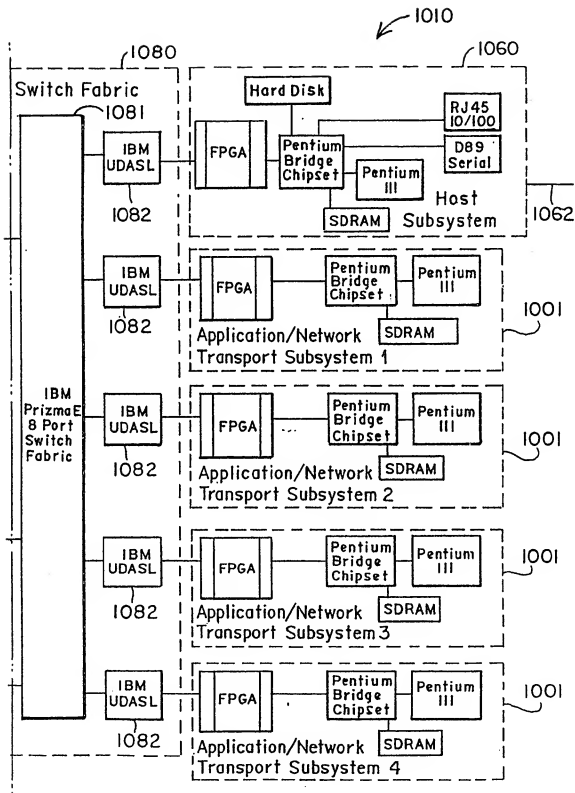 1010
1080
1060
Switch Fabric
1081
Hard Disk
RJ45
10/100
D89
Serial
IBM
UDASL
FPGA
Pentium
Bridge
Chipset
Pentium
III
Host
Subsystem
SDRAM
1082
1062
IBM
UDASL
FPGA
Pentium
Bridge
Chipset
Pentium
III
SDRAM
1082
1001
Application/Network
Transport Subsystem 1
IBM
PrizmaE
8 Port
Switch
Fabric
IBM
UDASL
FPGA
Pentium
Bridge
Chipset
Pentium
III
SDRAM
1082
1001
Application/Network
Transport Subsystem 2
IBM
UDASL
FPGA
Pentium
Bridge
Chipset
Pentium
III
SDRAM
1082
1001
Application/Network
Transport Subsystem 3
IBM
UDASL
FPGA
Pentium
Bridge
Chipset
Pentium
III
SDRAM
1082
1001
Application/Network
Transport Subsystem 4